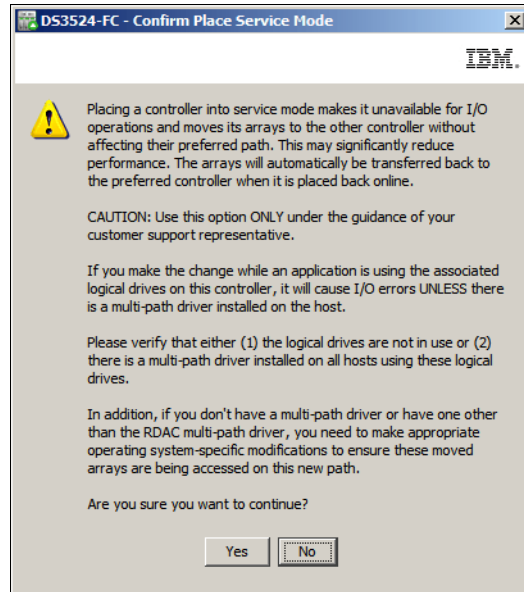 DS3524-FC - Confirm Place Service Mode
IBM.
Placing a controller into service mode makes it unavailable for I/O
operations and moves its arrays to the other controller without
affecting their preferred path. This may significantly reduce
performance. The arrays will automatically be transferred back to
the preferred controller when it is placed back online.
CAUTION: Use this option ONLY under the guidance of your
customer support representative.
If you make the change while an application is using the associated
logical drives on this controller, it will cause I/O errors UNLESS there
is a multi-path driver installed on the host.
Please verify that either (1) the logical drives are not in use or (2)
there is a multi-path driver installed on all hosts using these logical
drives.
In addition, if you don't have a multi-path driver or have one other
than the RDAC multi-path driver, you need to make appropriate
operating system-specific modifications to ensure these moved
arrays are being accessed on this new path.
Are you sure you want to continue?
Yes No